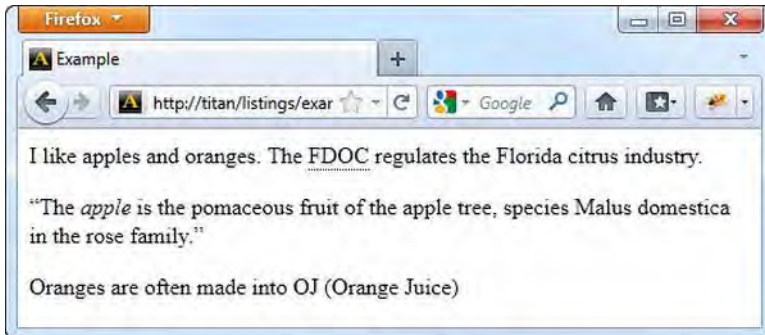 Firefox
Example
http://titan/listings/exar
Google
I like apples and oranges. The FDOC regulates the Florida citrus industry.
“The apple is the pomaceous fruit of the apple tree, species Malus domestica
in the rose family.”
Oranges are often made into OJ (Orange Juice)